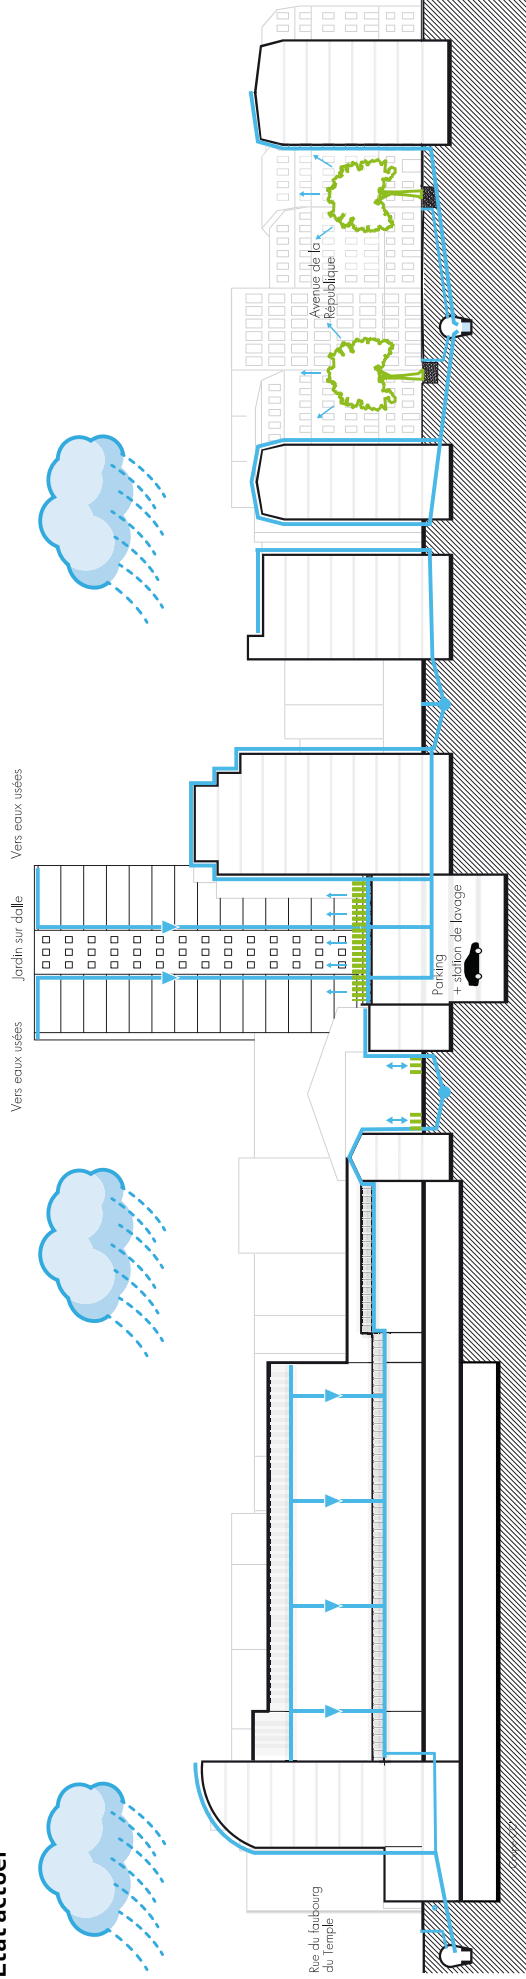 État actuel
Vers eaux usées
Jardin sur dalle
Vers eaux usées
Rue du faubourg
du Temple
Parking
+ station de lavage
Avenue de la
République